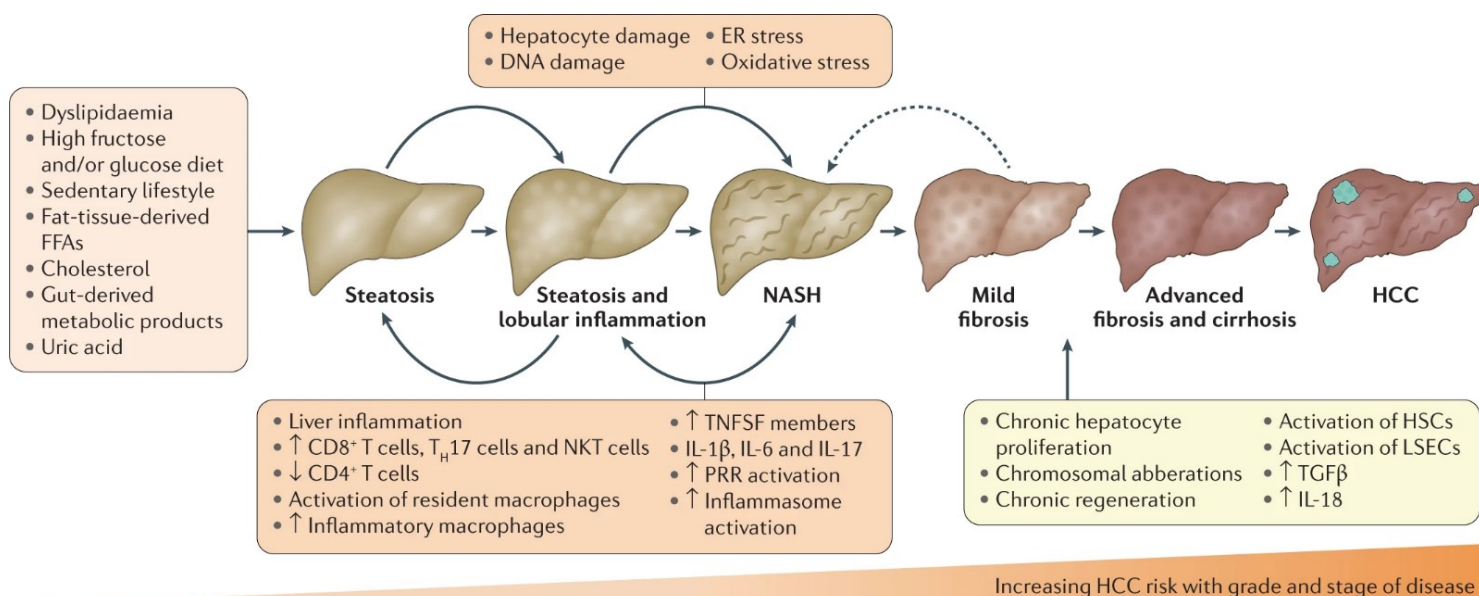 • Hepatocyte damage
• DNA damage
• ER stress
• Oxidative stress
• Dyslipidaemia
• High fructose
and/or glucose diet
• Sedentary lifestyle
• Fat-tissue-derived
FFAs
• Cholesterol
• Gut-derived
metabolic products
• Uric acid
Steatosis
Steatosis and
lobular inflammation
NASH
Mild
fibrosis
Advanced
fibrosis and cirrhosis
HCC
• Liver inflammation
• ↑ CD8⁺ T cells, T_H17 cells and NKT cells
• ↓ CD4⁺ T cells
• Activation of resident macrophages
• ↑ Inflammatory macrophages
• ↑ TNFSF members
• IL-1β, IL-6 and IL-17
• ↑ PRR activation
• ↑ Inflammasome
activation
• Chronic hepatocyte
proliferation
• Chromosomal abberations
• Chronic regeneration
• Activation of HSCs
• Activation of LSECs
• ↑ TGFβ
• ↑ IL-18
Increasing HCC risk with grade and stage of disease